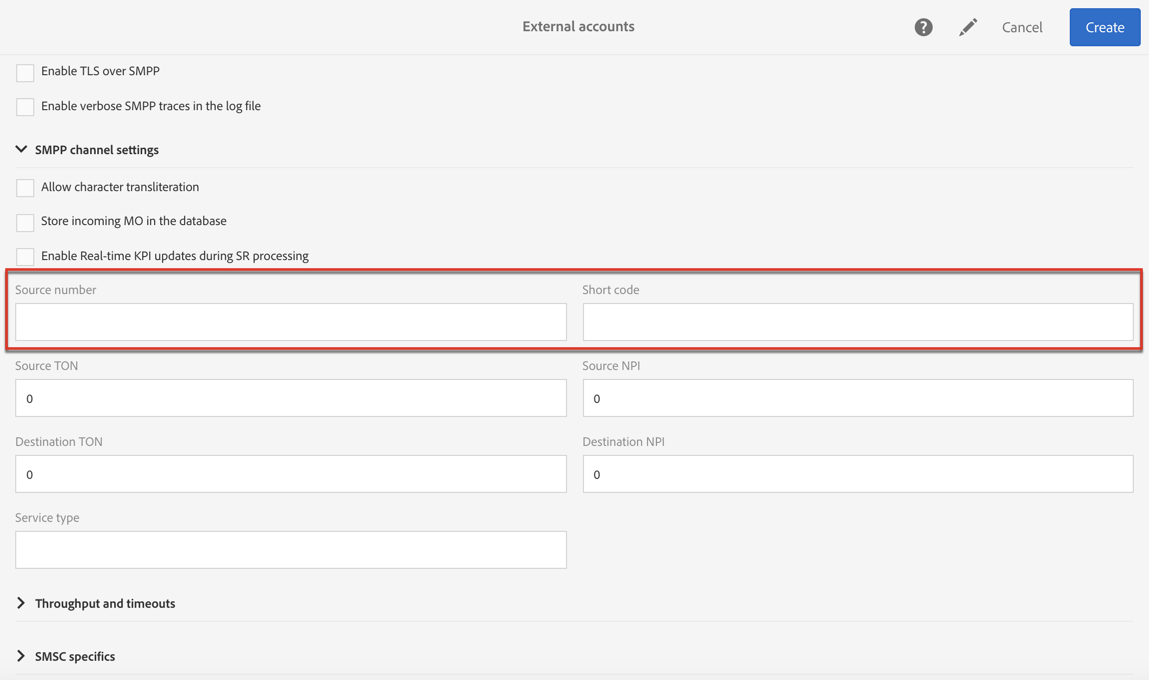 External accounts
?
Cancel
Create
Enable TLS over SMPP
Enable verbose SMPP traces in the log file
SMPP channel settings
Allow character transliteration
Store incoming MO in the database
Enable Real-time KPI updates during SR processing
Source number
Short code
Source TON
Source NPI
0
0
Destination TON
Destination NPI
0
0
Service type
Throughput and timeouts
SMSC specifics